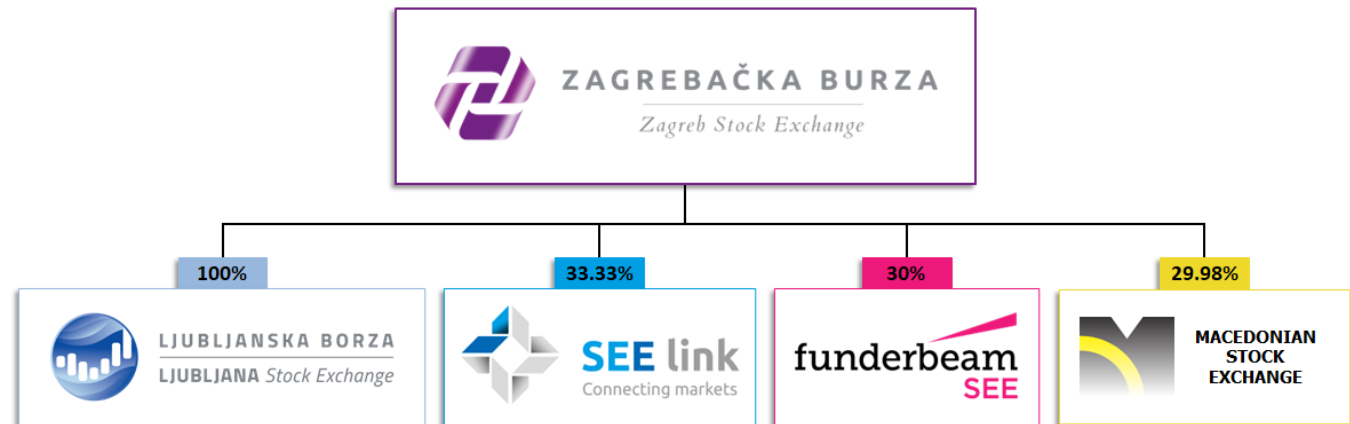 ZAGREBAČKA BURZA
Zagreb Stock Exchange
100%
33.33%
30%
29.98%
LJUBLJANSKA BORZA
LJUBLJANA Stock Exchange
SEE link
Connecting markets
funderbeam
SEE
MACEDONIAN
STOCK
EXCHANGE